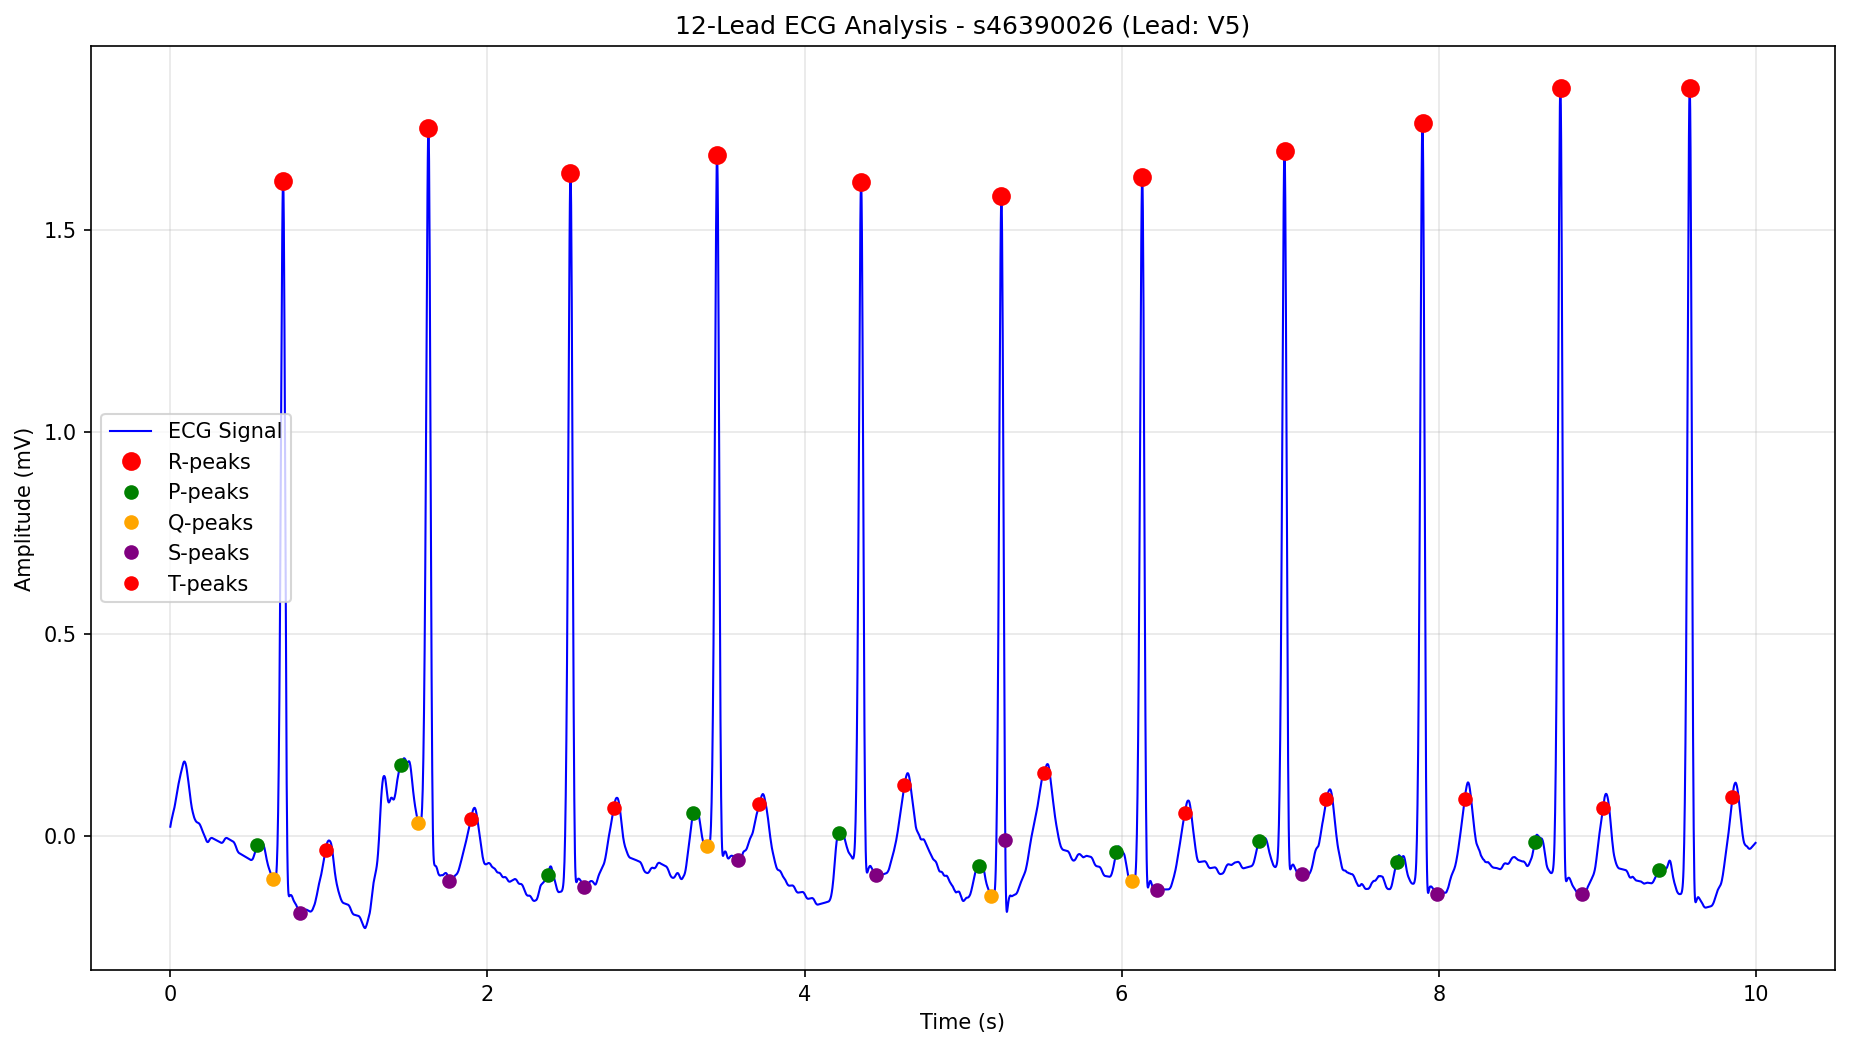 12-Lead ECG Analysis - s46390026 (Lead: V5)
Amplitude (mV)
1.5
1.0
0.5
0.0
ECG Signal
R-peaks
P-peaks
Q-peaks
S-peaks
T-peaks
0 2 4 6 8 10
Time (s)